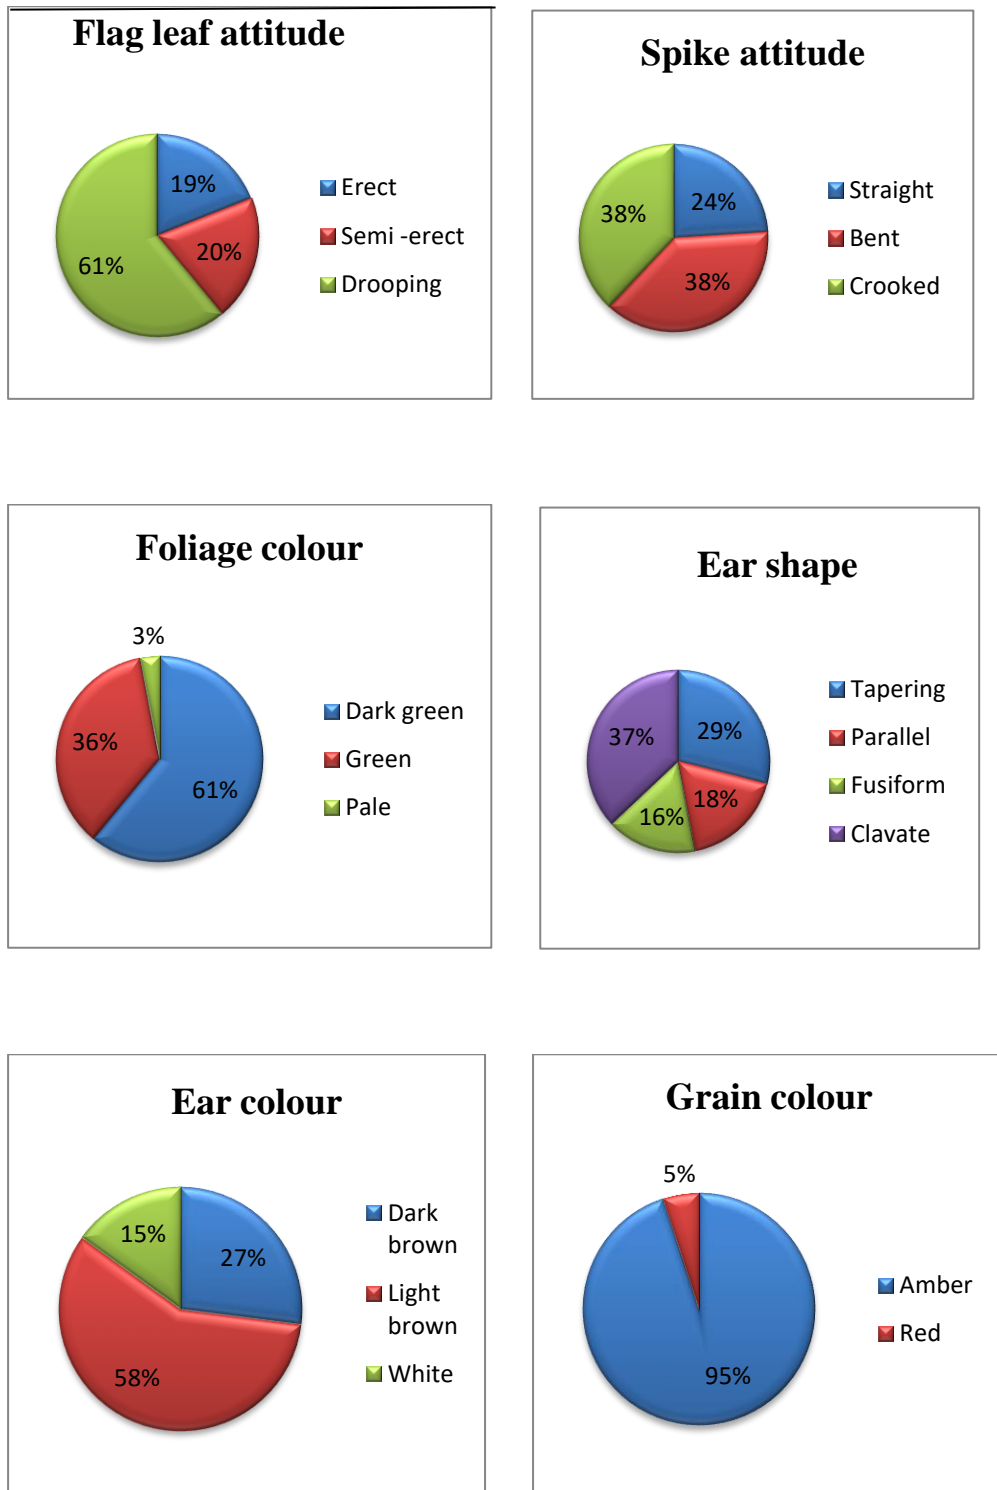 Flag leaf attitude
19%
20%
61%
Erect
Semi -erect
Drooping
Spike attitude
24%
38%
38%
Straight
Bent
Crooked
Foliage colour
3%
36%
61%
Dark green
Green
Pale
Ear shape
37%
29%
18%
16%
Tapering
Parallel
Fusiform
Clavate
Ear colour
15%
27%
58%
Dark
brown
Light
brown
White
Grain colour
5%
95%
Amber
Red